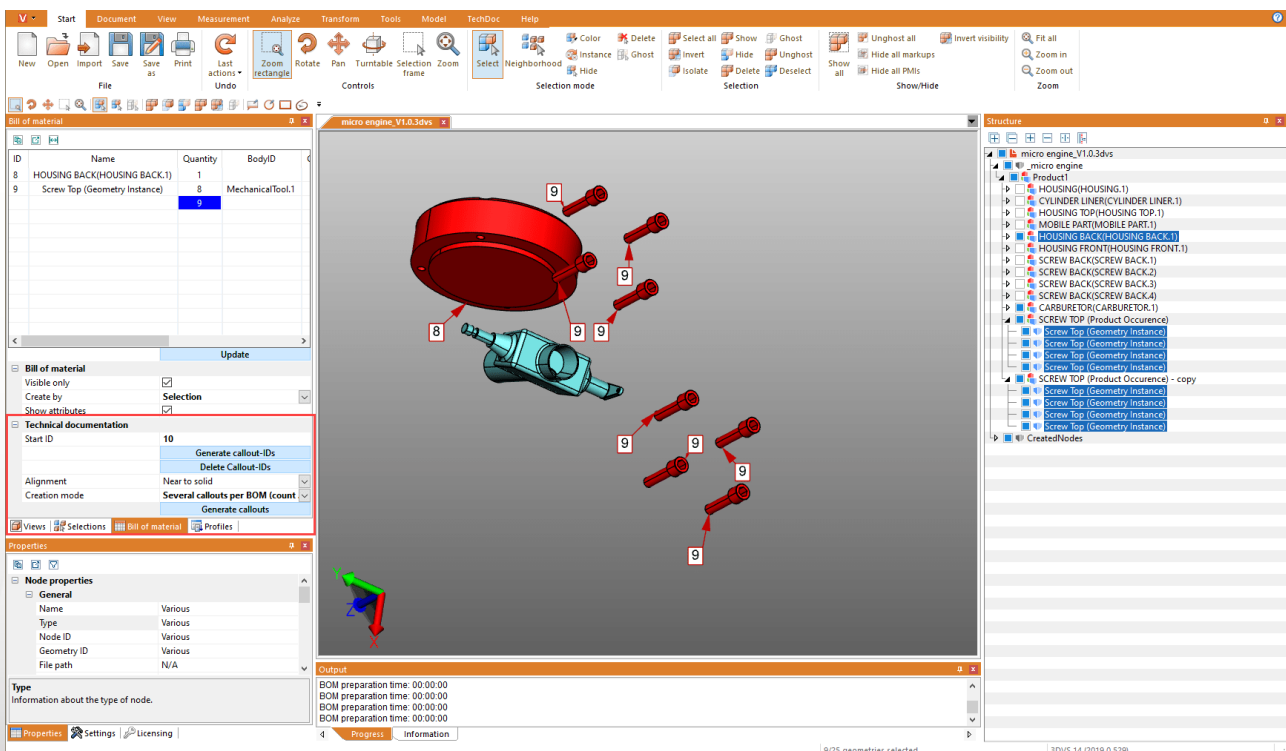 V Start Document View Measurement Analyze Transform Tools Model TechDoc Help
New Open Import Save Save as Print
File
Last actions
Undo
Zoom rectangle Rotate Pan Turntable Selection frame Zoom
Controls
Select Neighborhood Color Delete
Instance Ghost
Hide
Selection mode
Select all Show Ghost
Invert Hide Unghost
Isolate Delete Deselect
Selection
Show all Unghost all Invert visibility
Hide all markups
Hide all PMIs
Show/Hide
Fit all
Zoom in
Zoom out
Zoom
Bill of material
ID Name Quantity BodyID
8 HOUSING BACK(HOUSING BACK.1) 1
9 Screw Top (Geometry Instance) 8 MechanicalTool.1
9
Update
Bill of material
Visible only
Create by Selection
Show attributes
Technical documentation
Start ID 10
Generate callout-IDs
Delete Callout-IDs
Alignment Near to solid
Creation mode Several callouts per BOM (count
Generate callouts
Views Selections Bill of material Profiles
Properties
Node properties
General
Name Various
Type Various
Node ID Various
Geometry ID Various
File path N/A
Type
Information about the type of node.
Properties Settings Licensing
micro engine_V1.0.3dvs
9
9
9
9
8
9
9
9
9
9
Y
Z
X
Output
BOM preparation time: 00:00:00
BOM preparation time: 00:00:00
BOM preparation time: 00:00:00
BOM preparation time: 00:00:00
Progress Information
Structure
micro engine_V1.0.3dvs
_micro engine
Product1
HOUSING(HOUSING.1)
CYLINDER LINER(CYLINDER LINER.1)
HOUSING TOP(HOUSING TOP.1)
MOBILE PART(MOBILE PART.1)
HOUSING BACK(HOUSING BACK.1)
HOUSING FRONT(HOUSING FRONT.1)
SCREW BACK(SCREW BACK.1)
SCREW BACK(SCREW BACK.2)
SCREW BACK(SCREW BACK.3)
SCREW BACK(SCREW BACK.4)
CARBURETOR(CARBURETOR.1)
SCREW TOP (Product Occurence)
Screw Top (Geometry Instance)
Screw Top (Geometry Instance)
Screw Top (Geometry Instance)
Screw Top (Geometry Instance)
SCREW TOP (Product Occurence) - copy
Screw Top (Geometry Instance)
Screw Top (Geometry Instance)
Screw Top (Geometry Instance)
Screw Top (Geometry Instance)
CreatedNodes
9/25 geometries selected 3DVS 14 (2019.0.529)